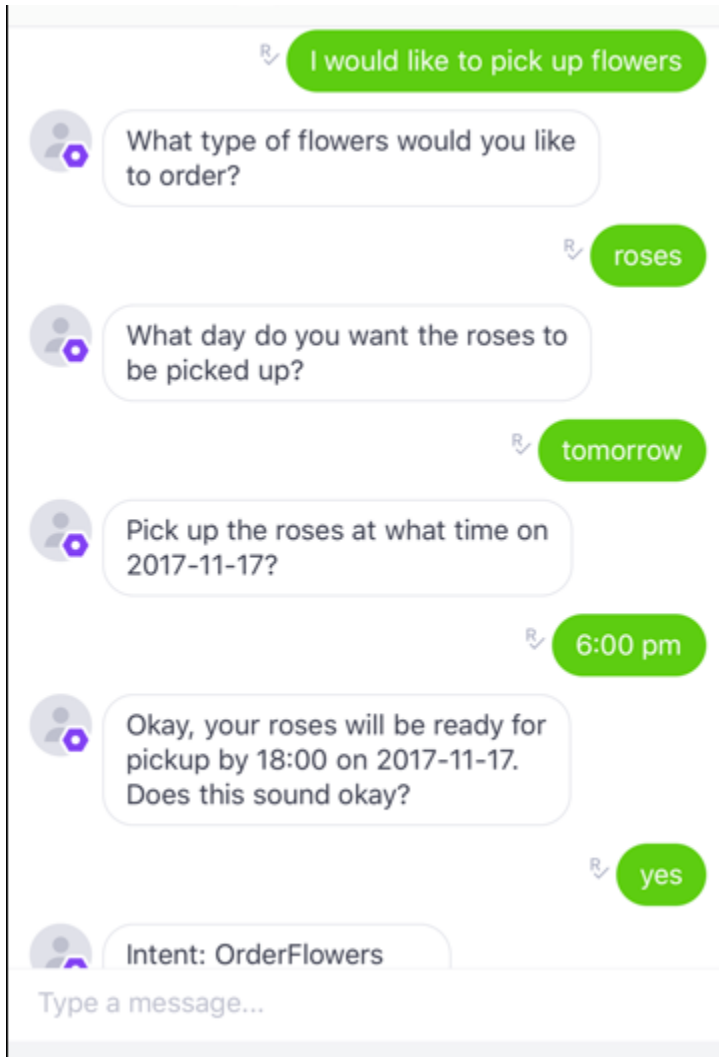 I would like to pick up flowers
What type of flowers would you like
to order?
roses
What day do you want the roses to
be picked up?
tomorrow
Pick up the roses at what time on
2017-11-17?
6:00 pm
Okay, your roses will be ready for
pickup by 18:00 on 2017-11-17.
Does this sound okay?
yes
Intent: OrderFlowers
Type a message...